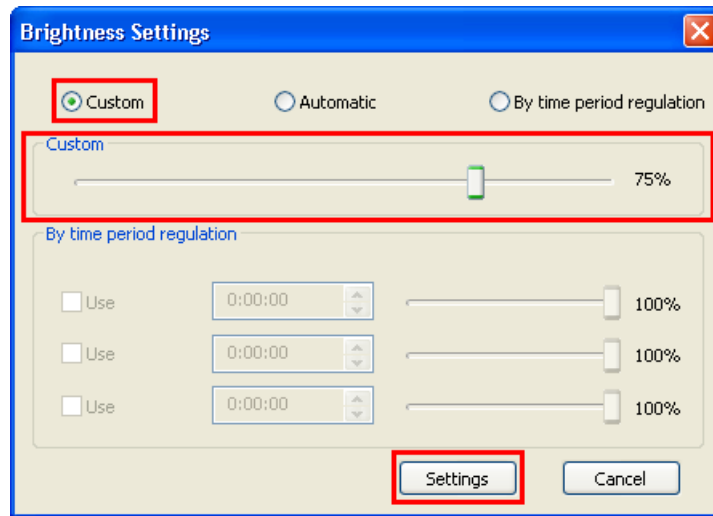 Brightness Settings
Custom Automatic By time period regulation
Custom
75%
By time period regulation
Use 0:00:00 100%
Use 0:00:00 100%
Use 0:00:00 100%
Settings Cancel